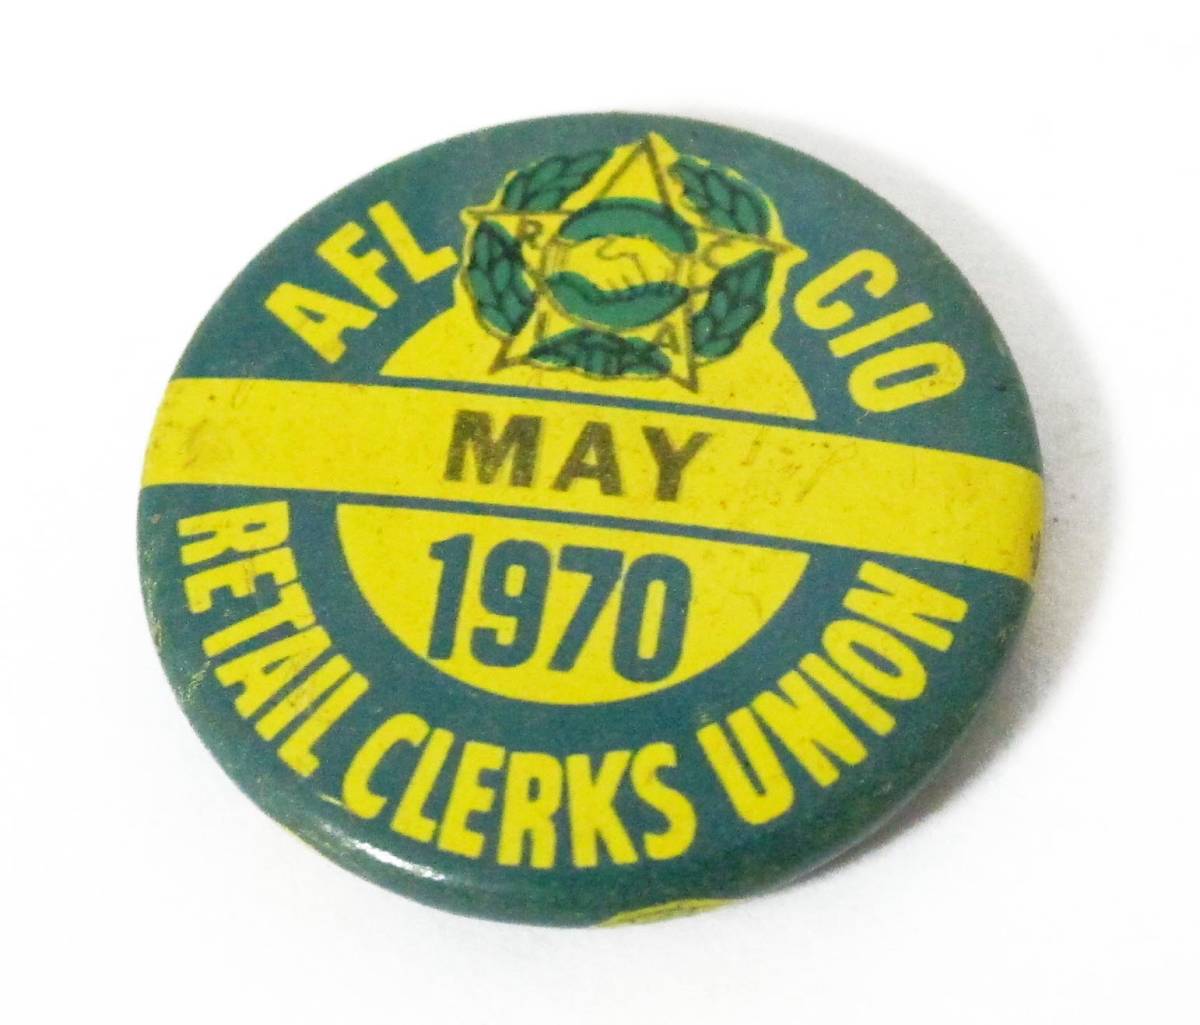 AFL CIO
R C I A
MAY
1970
RETAIL CLERKS UNION